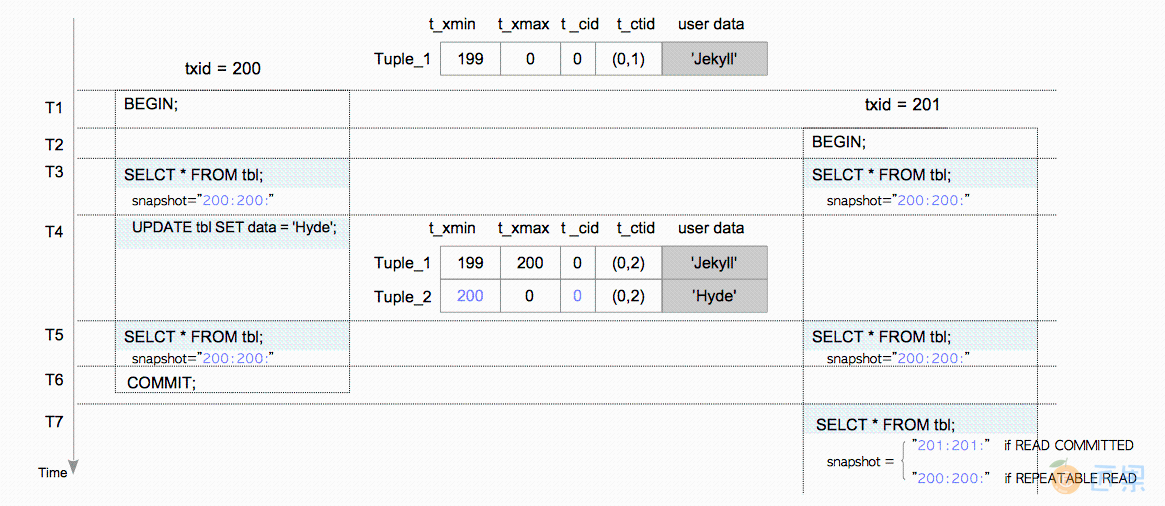 t_xmin t_xmax t _cid t_ctid user data
Tuple_1 199 0 0 (0,1) 'Jekyll'
txid = 200
T1 BEGIN;
txid = 201
T2 BEGIN;
T3 SELCT * FROM tbl; SELCT * FROM tbl;
snapshot="200:200:" snapshot="200:200:"
T4 UPDATE tbl SET data = 'Hyde'; t_xmin t_xmax t _cid t_ctid user data
Tuple_1 199 200 0 (0,2) 'Jekyll'
Tuple_2 200 0 0 (0,2) 'Hyde'
T5 SELCT * FROM tbl; SELCT * FROM tbl;
snapshot="200:200:" snapshot="200:200:"
T6 COMMIT;
T7 SELCT * FROM tbl;
"201:201:" if READ COMMITTED
snapshot =
"200:200:" if REPEATABLE READ
Time